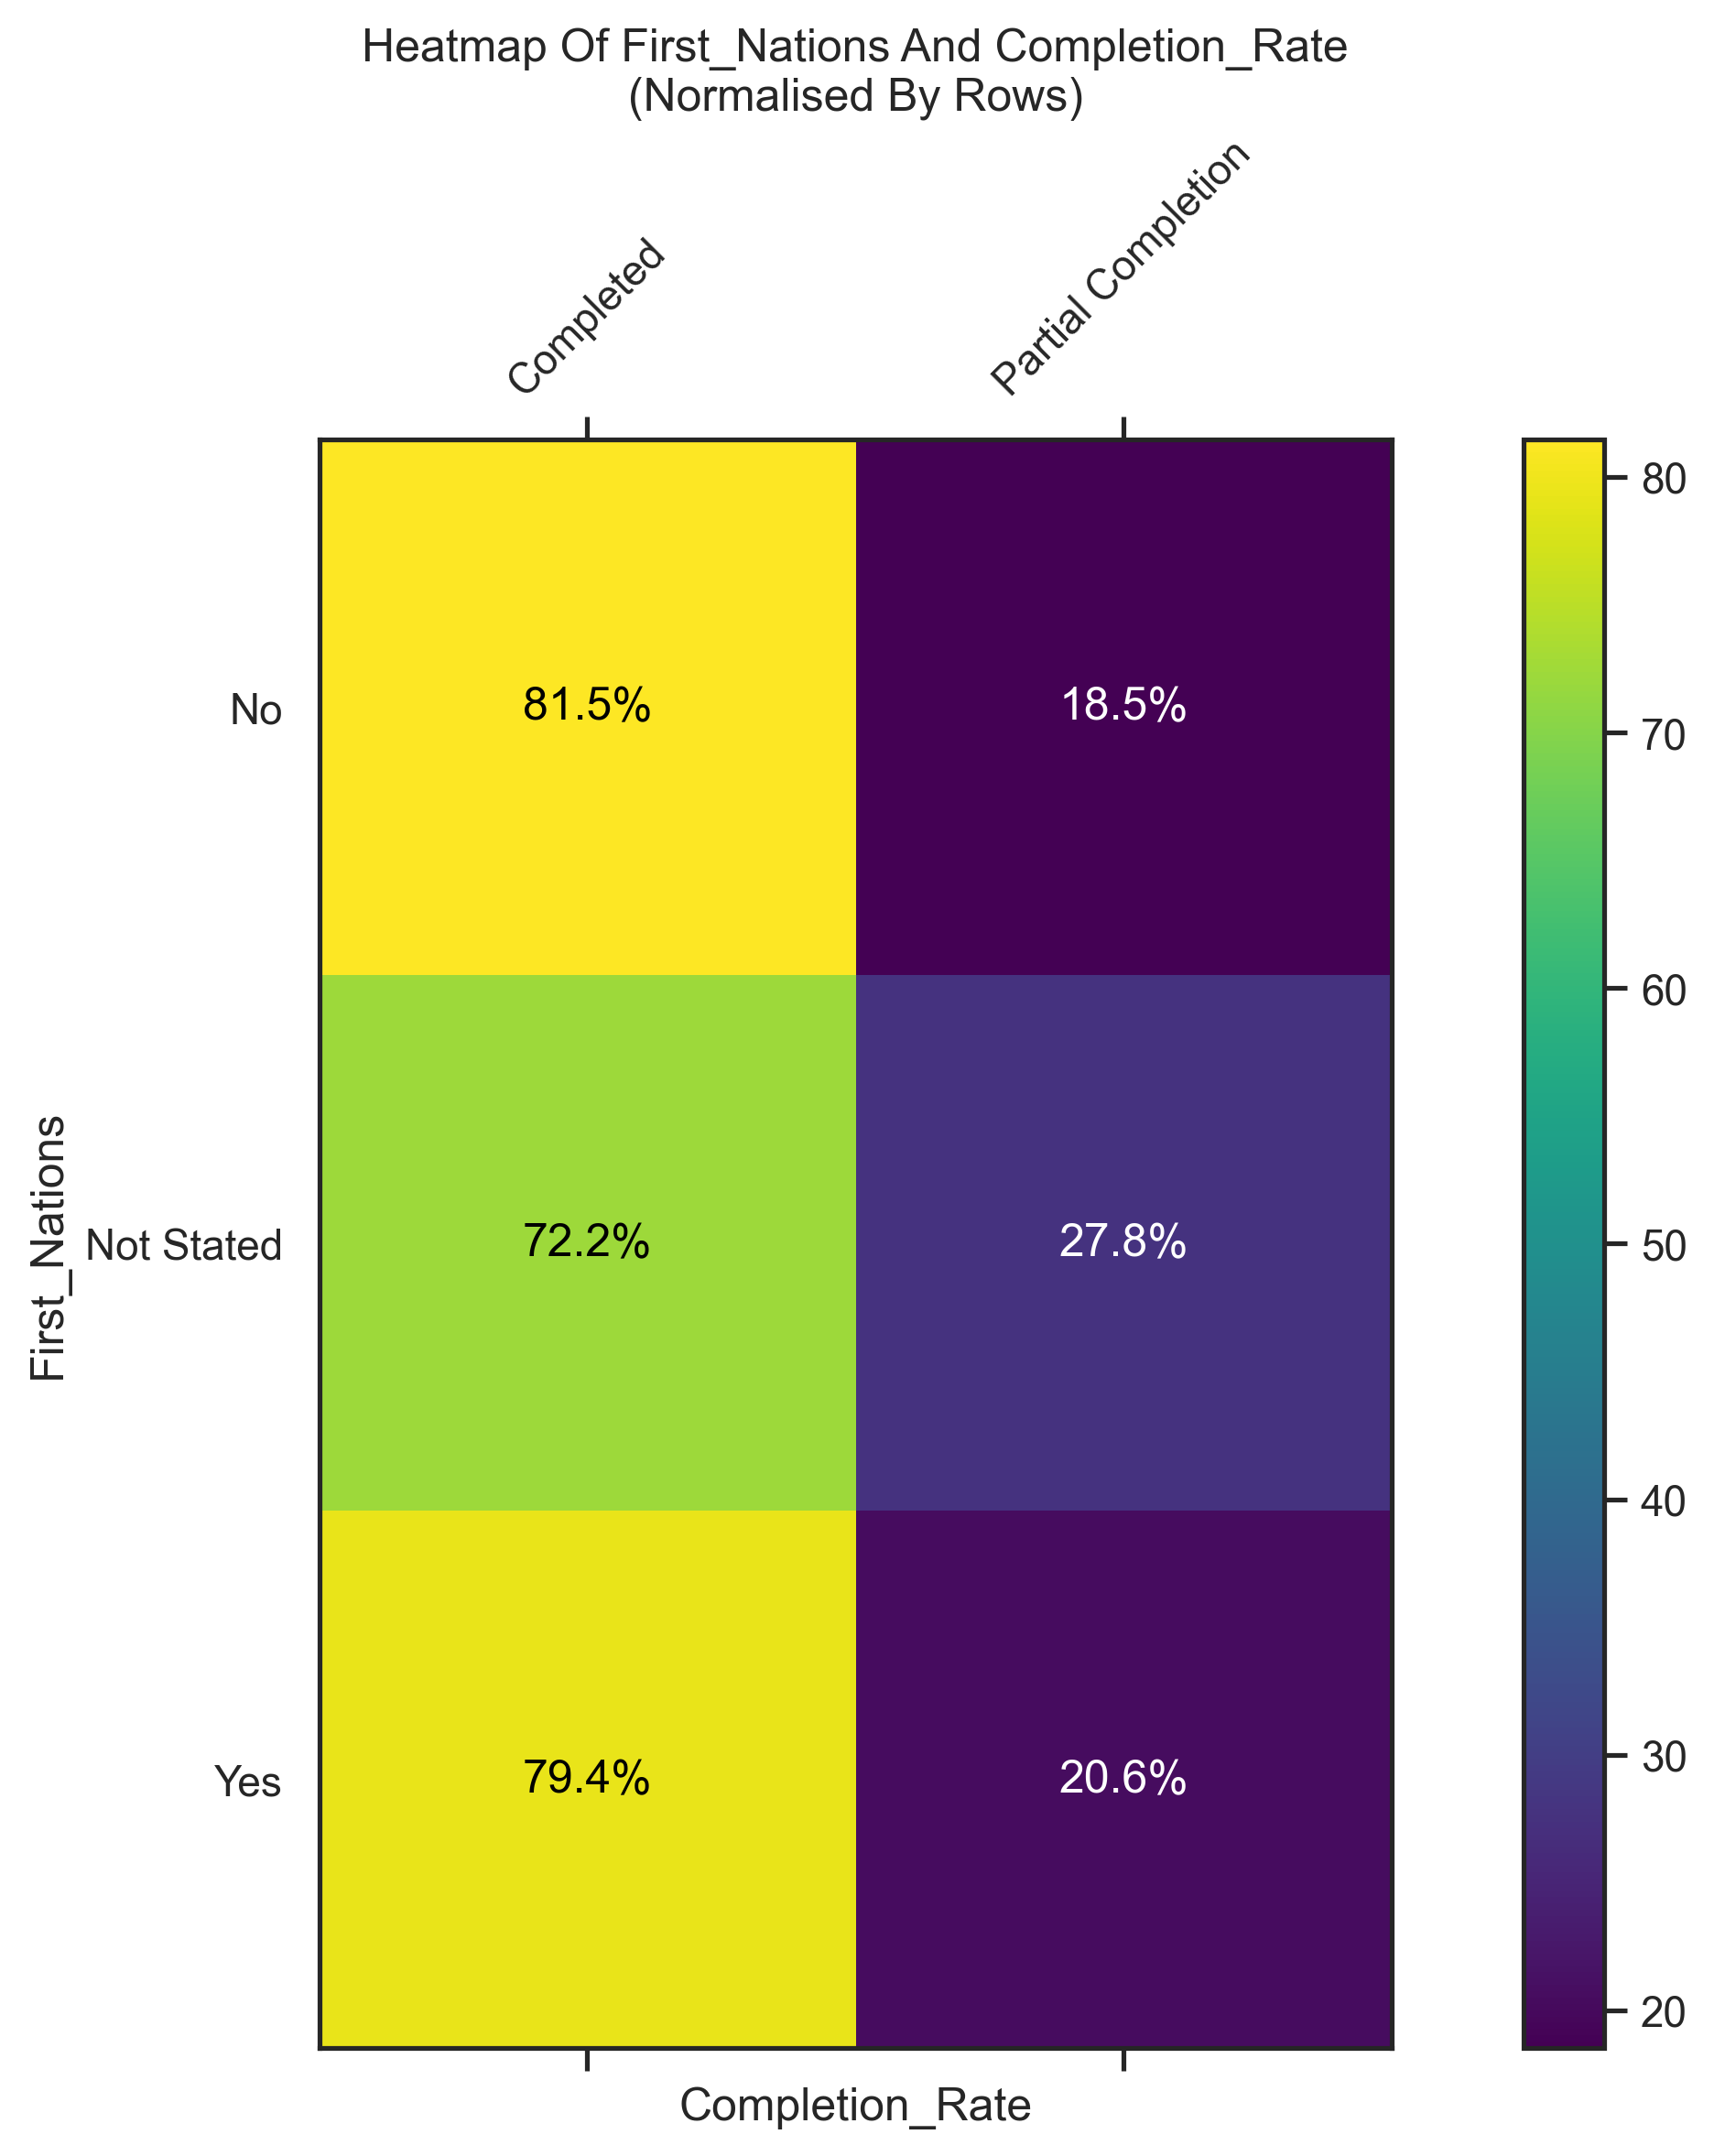 Heatmap Of First_Nations And Completion_Rate
(Normalised By Rows)
Completed
Partial Completion
No
81.5%
18.5%
Not Stated
72.2%
27.8%
Yes
79.4%
20.6%
First_Nations
Completion_Rate
80
70
60
50
40
30
20